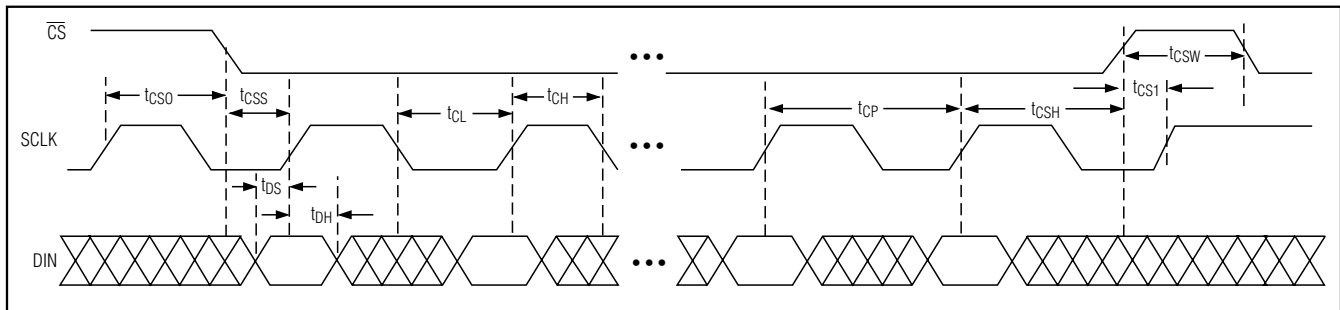 CS
tCSO tCSS tCL tCH tCP tCSH tCSW tCS1
SCLK
tDS
tDH
DIN